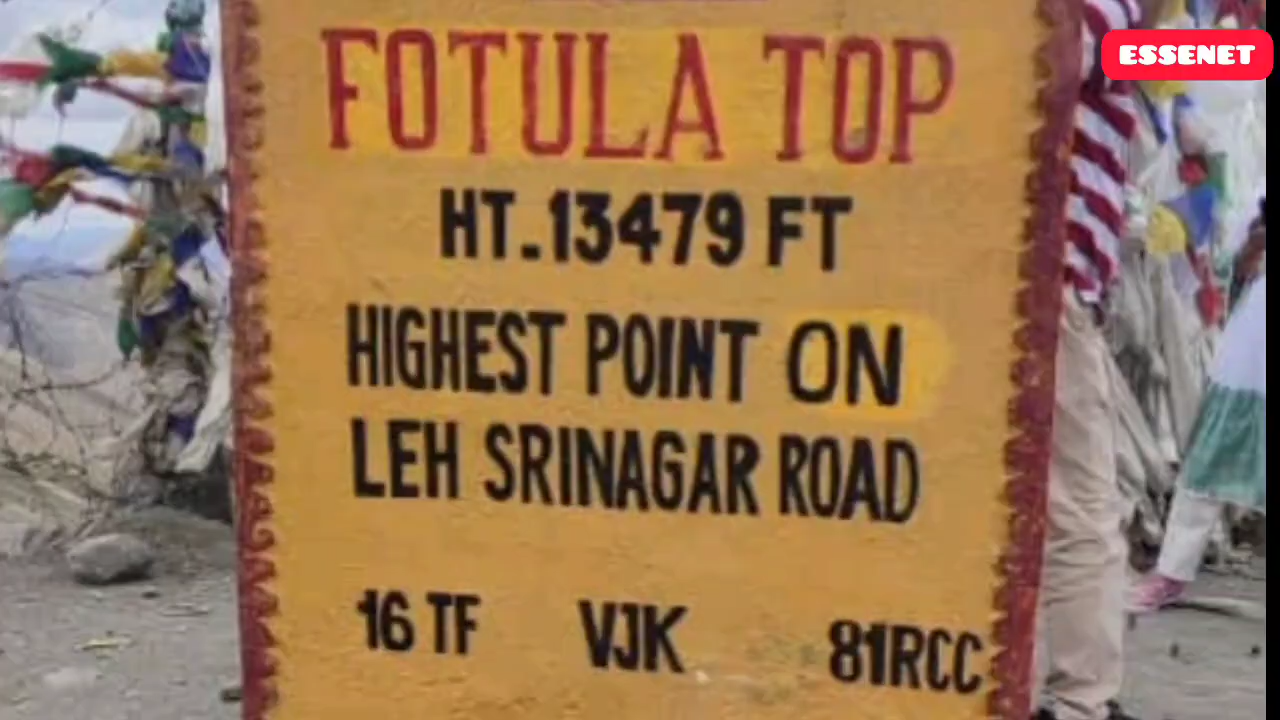 ESSENET
FOTULA TOP
HT. 13479 FT
HIGHEST POINT ON
LEH SRINAGAR ROAD
16 TF VJK 81RCC